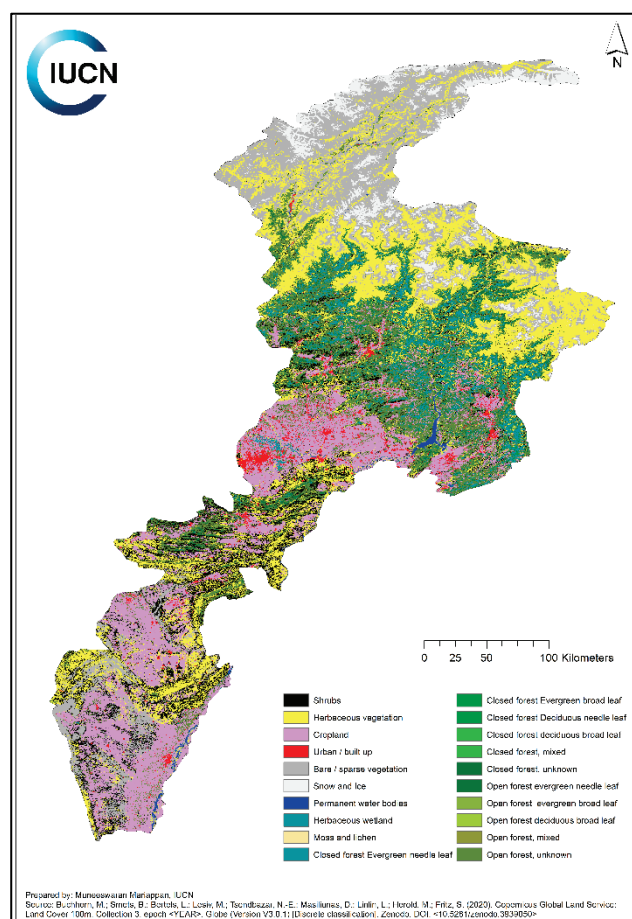 IUCN
N
0 25 50 100 Kilometers
Shrubs
Herbaceous vegetation
Cropland
Urban / built up
Bare / sparse vegetation
Snow and Ice
Permanent water bodies
Herbaceous wetland
Moss and lichen
Closed forest Evergreen needle leaf
Closed forest Evergreen broad leaf
Closed forest Deciduous needle leaf
Closed forest deciduous broad leaf
Closed forest, mixed
Closed forest, unknown
Open forest evergreen needle leaf
Open forest evergreen broad leaf
Open forest deciduous broad leaf
Open forest, mixed
Open forest, unknown
Prepared by: Muneeswaran Mariappan, IUCN
Source: Buchhorn, M.; Smets, B.; Bertels, L.; Lesiv, M.; Tsendbazar, N.-E.; Masiliunas, D.; Linlin, L.; Herold, M.; Fritz, S. (2020). Copernicus Global Land Service:
Land Cover 100m. Collection 3. epoch <YEAR>. Globe (Version V3.0.1) [Discrete classification]. Zenodo. DOI. <10.5281/zenodo.3939050>